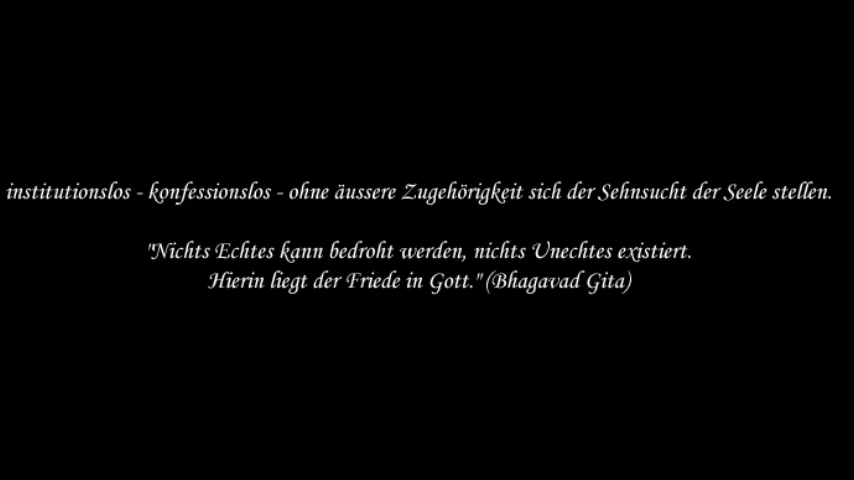 institutionslos - konfessionslos - ohne äussere Zugehörigkeit sich der Sehnsucht der Seele stellen.
"Nichts Echtes kann bedroht werden, nichts Unechtes existiert.
Hierin liegt der Friede in Gott." (Bhagavad Gita)